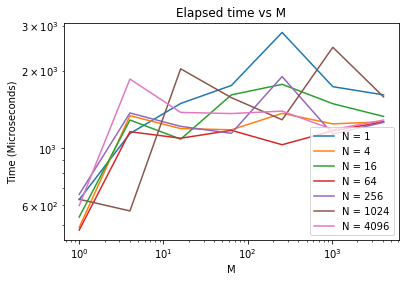 Elapsed time vs M
3 × 10³
2 × 10³
10³
6 × 10²
Time (Microseconds)
N = 1
N = 4
N = 16
N = 64
N = 256
N = 1024
N = 4096
10⁰ 10¹ 10² 10³
M